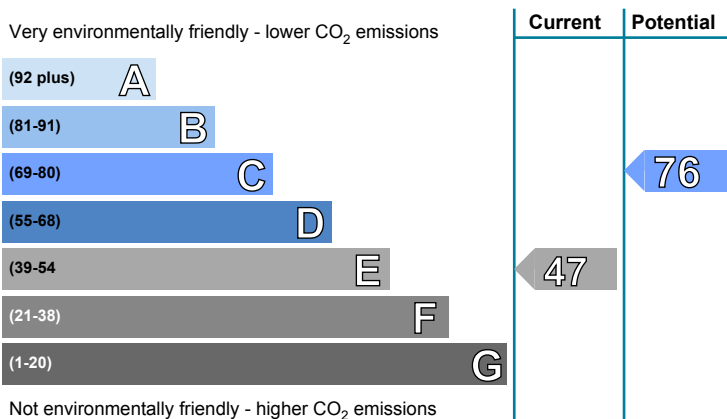 Current Potential
Very environmentally friendly - lower CO₂ emissions
(92 plus) A
(81-91) B
(69-80) C 76
(55-68) D
(39-54 E 47
(21-38) F
(1-20) G
Not environmentally friendly - higher CO₂ emissions